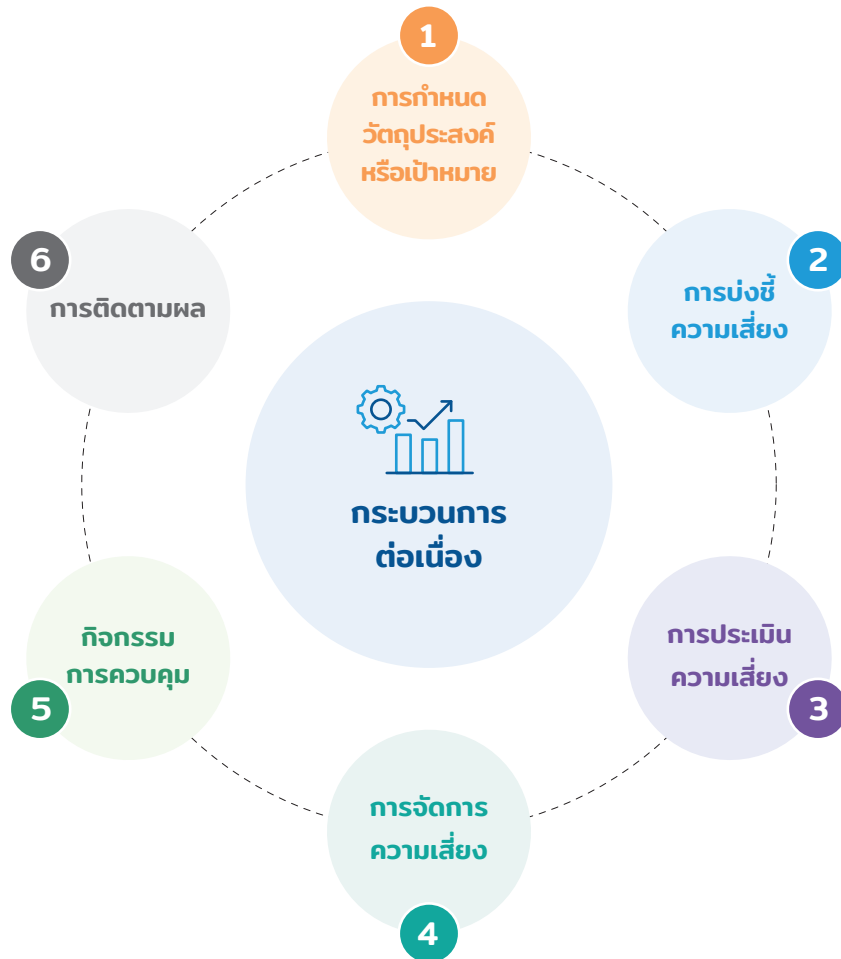 1
การกำหนด
วัตถุประสงค์
หรือเป้าหมาย
2
การบ่งชี้
ความเสี่ยง
3
การประเมิน
ความเสี่ยง
4
การจัดการ
ความเสี่ยง
5
กิจกรรม
การควบคุม
6
การติดตามผล
กระบวนการ
ต่อเนื่อง